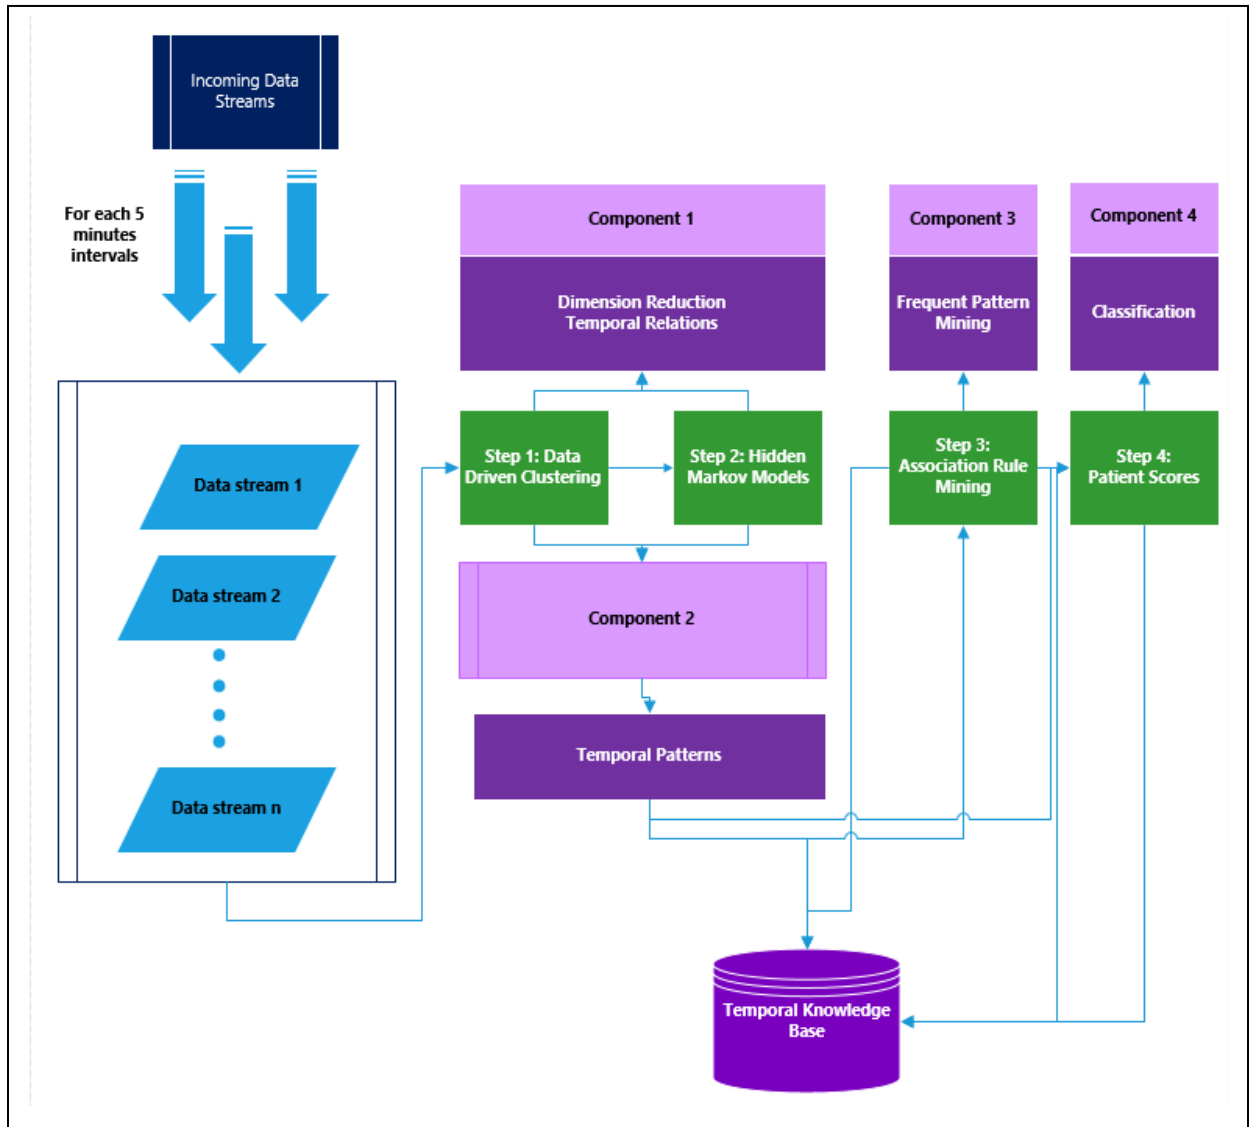 Incoming Data
Streams
For each 5
minutes
intervals
Data stream 1
Data stream 2
Data stream n
Component 1
Dimension Reduction
Temporal Relations
Step 1: Data
Driven Clustering
Step 2: Hidden
Markov Models
Component 2
Temporal Patterns
Component 3
Frequent Pattern
Mining
Step 3:
Association Rule
Mining
Component 4
Classification
Step 4:
Patient Scores
Temporal Knowledge
Base